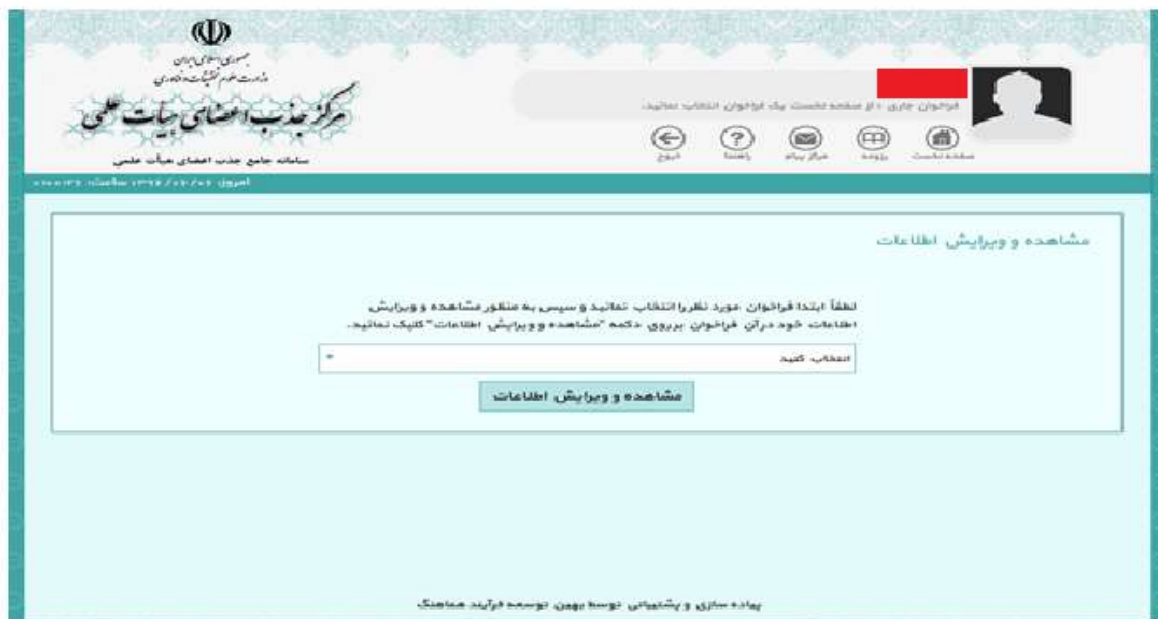 جمهوری اسلامی ایران
وزارت علوم تحقیقات و فناوری
مرکز جذب اعضای هیأت علمی
سامانه جامع جذب اعضای هیأت علمی
فراخوان جاری : از صفحه نخست یک فراخوان انتخاب نمائید.
صفحه نخست
پرونده
مرکز پیام
راهنما
خروج
امروز: ساعت:
مشاهده و ویرایش اطلاعات
لطفاً ابتدا فراخوان مورد نظر را انتخاب نمائید و سپس به منظور مشاهده و ویرایش
اطلاعات خود در آن فراخوان برروی دکمه "مشاهده و ویرایش اطلاعات" کلیک نمائید.
انتخاب کنید
مشاهده و ویرایش اطلاعات
پیاده سازی و پشتیبانی توسط بهین توسعه فرآیند هماهنگ